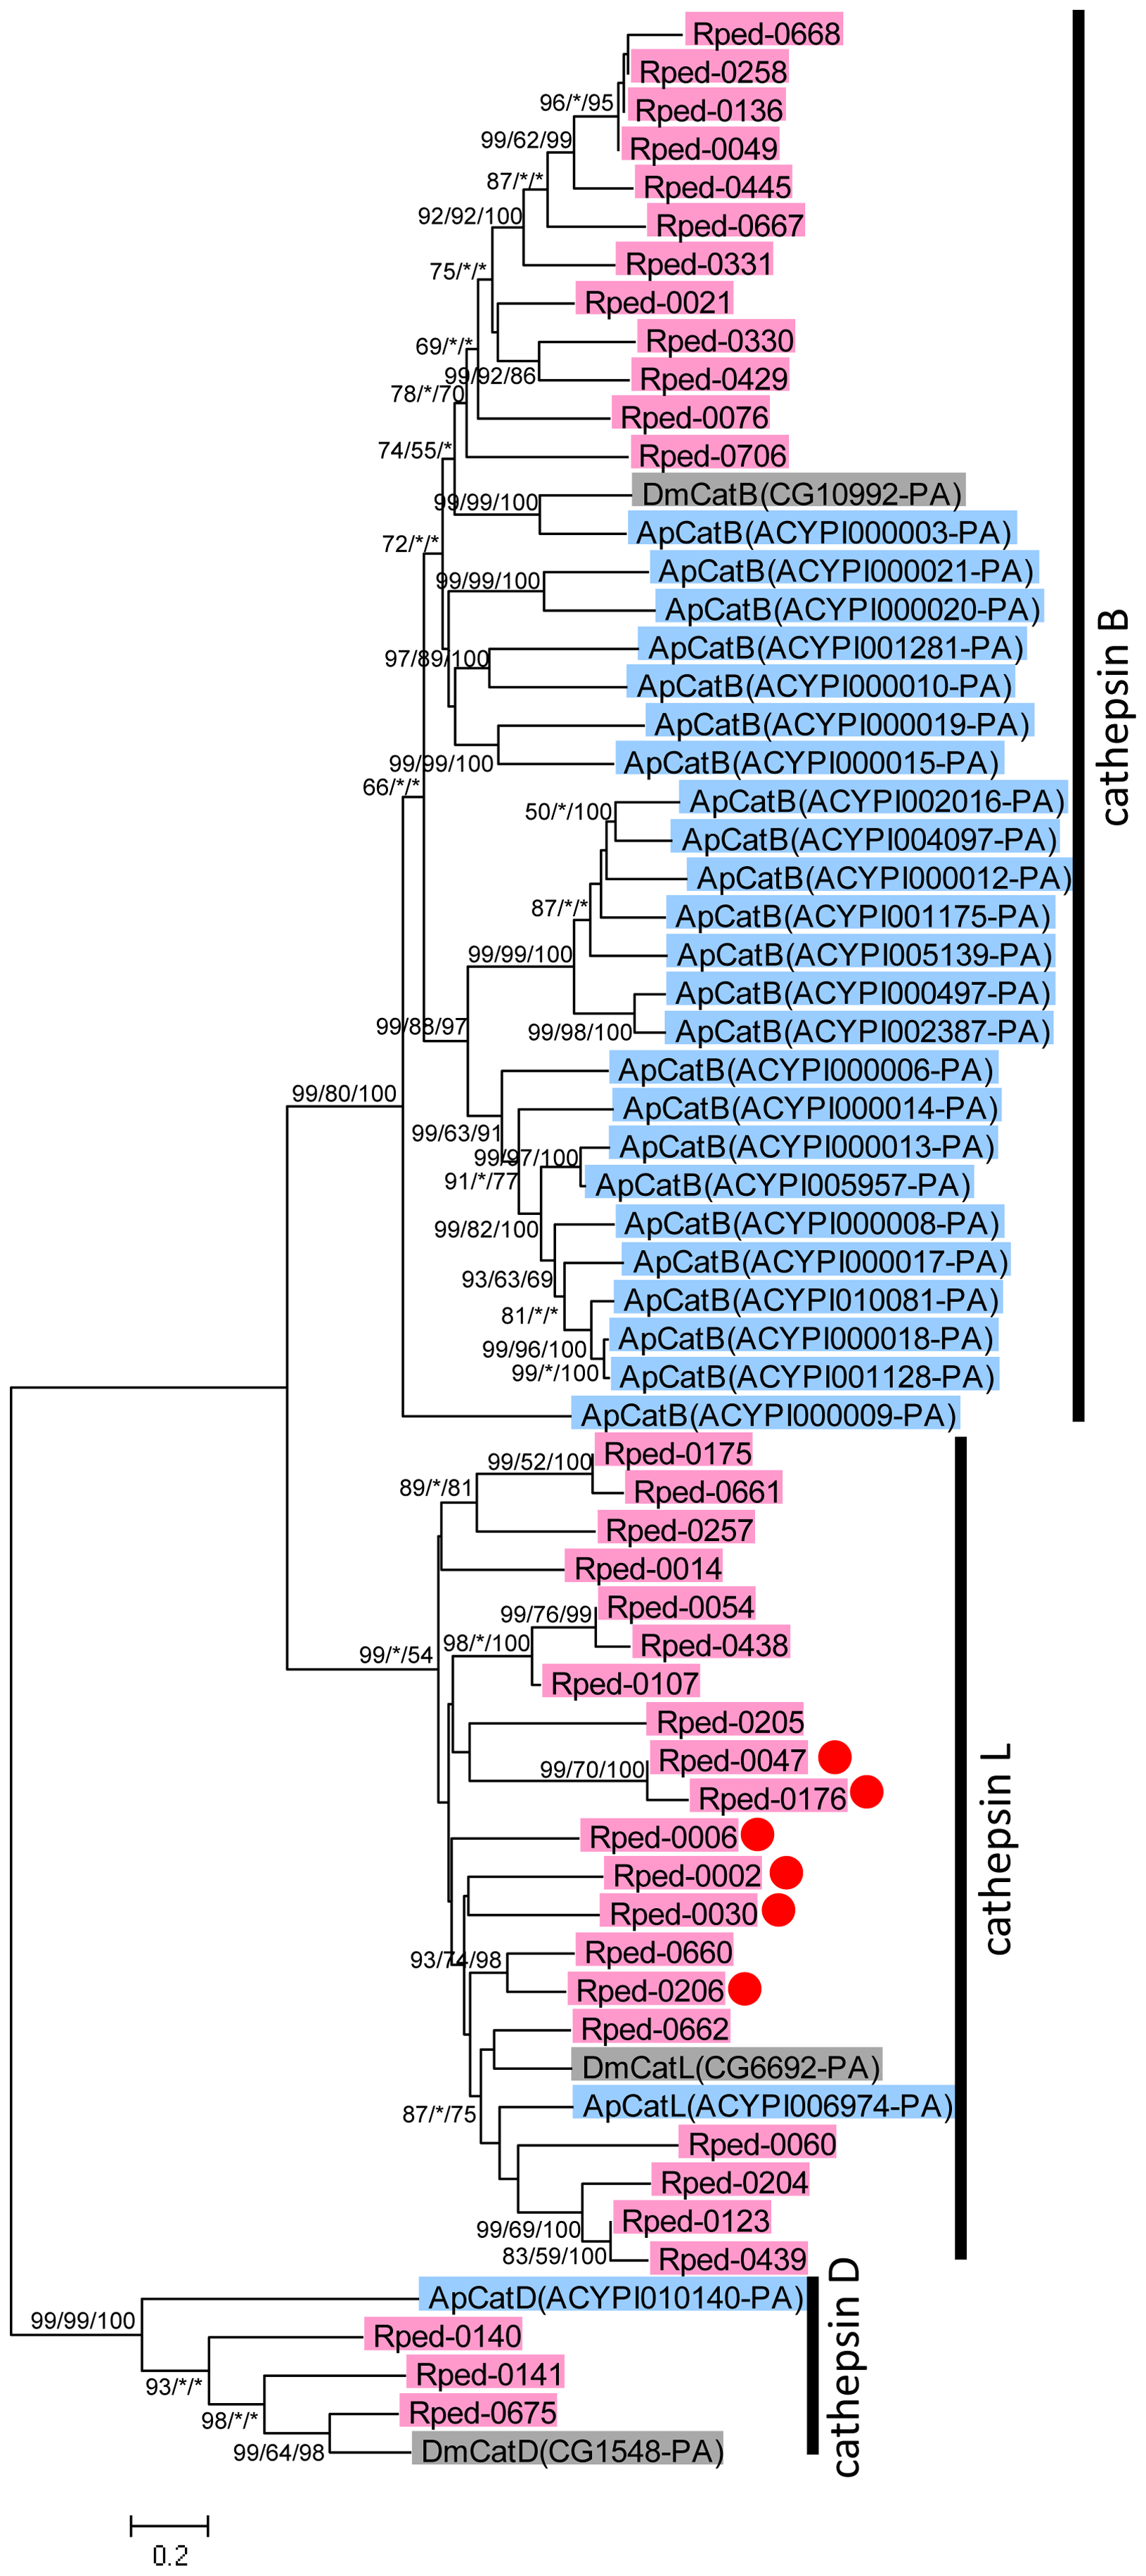 Rped-0668
Rped-0258
96/*/95
Rped-0136
99/62/99
Rped-0049
87/*/*
Rped-0445
92/92/100
Rped-0667
Rped-0331
75/*/*
Rped-0021
Rped-0330
69/*/*
99/92/86
Rped-0429
78/*/70
Rped-0076
74/55/*
Rped-0706
DmCatB(CG10992-PA)
99/99/100
ApCatB(ACYPI000003-PA)
72/*/*
ApCatB(ACYPI000021-PA)
99/99/100
ApCatB(ACYPI000020-PA)
ApCatB(ACYPI001281-PA)
97/89/100
ApCatB(ACYPI000010-PA)
ApCatB(ACYPI000019-PA)
99/99/100
ApCatB(ACYPI000015-PA)
66/*/*
cathepsin B
ApCatB(ACYPI002016-PA)
50/*/100
ApCatB(ACYPI004097-PA)
ApCatB(ACYPI000012-PA)
87/*/*
ApCatB(ACYPI001175-PA)
99/99/100
ApCatB(ACYPI005139-PA)
ApCatB(ACYPI000497-PA)
99/88/97
99/98/100
ApCatB(ACYPI002387-PA)
ApCatB(ACYPI000006-PA)
99/80/100
ApCatB(ACYPI000014-PA)
99/63/91
ApCatB(ACYPI000013-PA)
99/97/100
91/*/77
ApCatB(ACYPI005957-PA)
99/82/100
ApCatB(ACYPI000008-PA)
ApCatB(ACYPI000017-PA)
93/63/69
ApCatB(ACYPI010081-PA)
81/*/*
ApCatB(ACYPI000018-PA)
99/96/100
99/*/100
ApCatB(ACYPI001128-PA)
ApCatB(ACYPI000009-PA)
Rped-0175
99/52/100
89/*/81
Rped-0661
Rped-0257
Rped-0014
Rped-0054
99/76/99
98/*/100
Rped-0438
99/*/54
Rped-0107
Rped-0205
Rped-0047
99/70/100
Rped-0176
cathepsin L
Rped-0006
Rped-0002
Rped-0030
Rped-0660
93/74/98
Rped-0206
Rped-0662
DmCatL(CG6692-PA)
ApCatL(ACYPI006974-PA)
87/*/75
Rped-0060
Rped-0204
Rped-0123
99/69/100
83/59/100
Rped-0439
ApCatD(ACYPI010140-PA)
99/99/100
Rped-0140
cathepsin D
Rped-0141
93/*/*
Rped-0675
98/*/*
DmCatD(CG1548-PA)
99/64/98
0.2